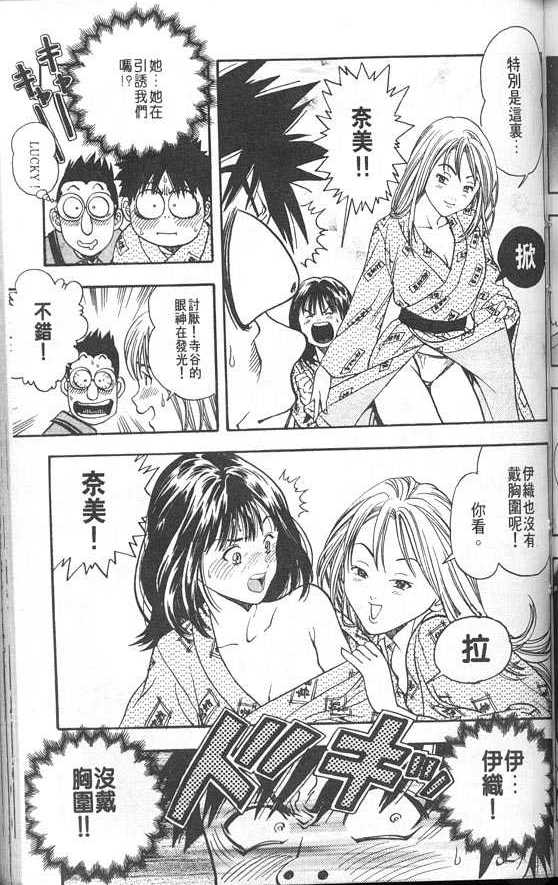 特別是這裏…
掀
奈美!!
她…她在
引誘我們
嗎!?
キャ
キャー
LUCKY!
討厭!寺谷的
眼神在發光!
不錯!
伊織也沒有
戴胸圍呢!
你看。
拉
奈美!
ドキッ!!
伊…
伊織!
沒戴
胸圍!!